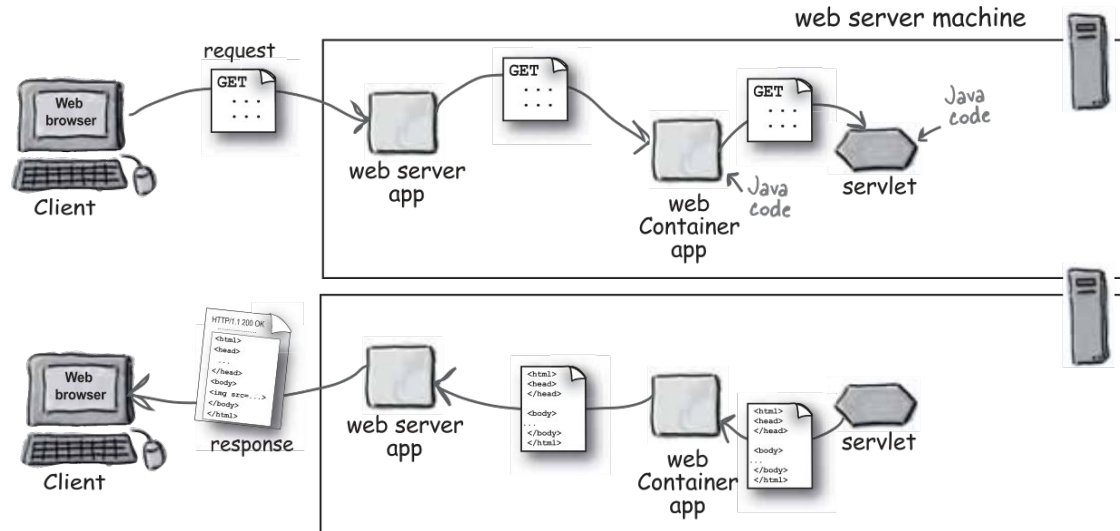 web server machine
request
GET
. . .
. . .
GET
. . .
. . .
GET
. . .
. . .
Web
browser
Java
code
web server
app
servlet
Client
web
Container
app
Java
code
HTTP/1.1 200 OK
<html>
<head>
...
</head>
<body>
<img src=...>
</body>
</html>
Web
browser
<html>
<head>
</head>
<body>
...
</body>
</html>
<html>
<head>
</head>
<body>
...
</body>
</html>
web server
app
response
servlet
Client
web
Container
app